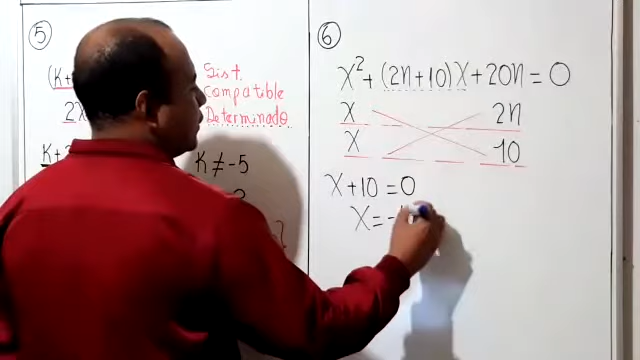 5
(K+
2X
K+
Sist.
Compatible
Determinado
K ≠ -5
6
X² + (2n+10)X + 20n = 0
X 2n
X 10
X + 10 = 0
X = -